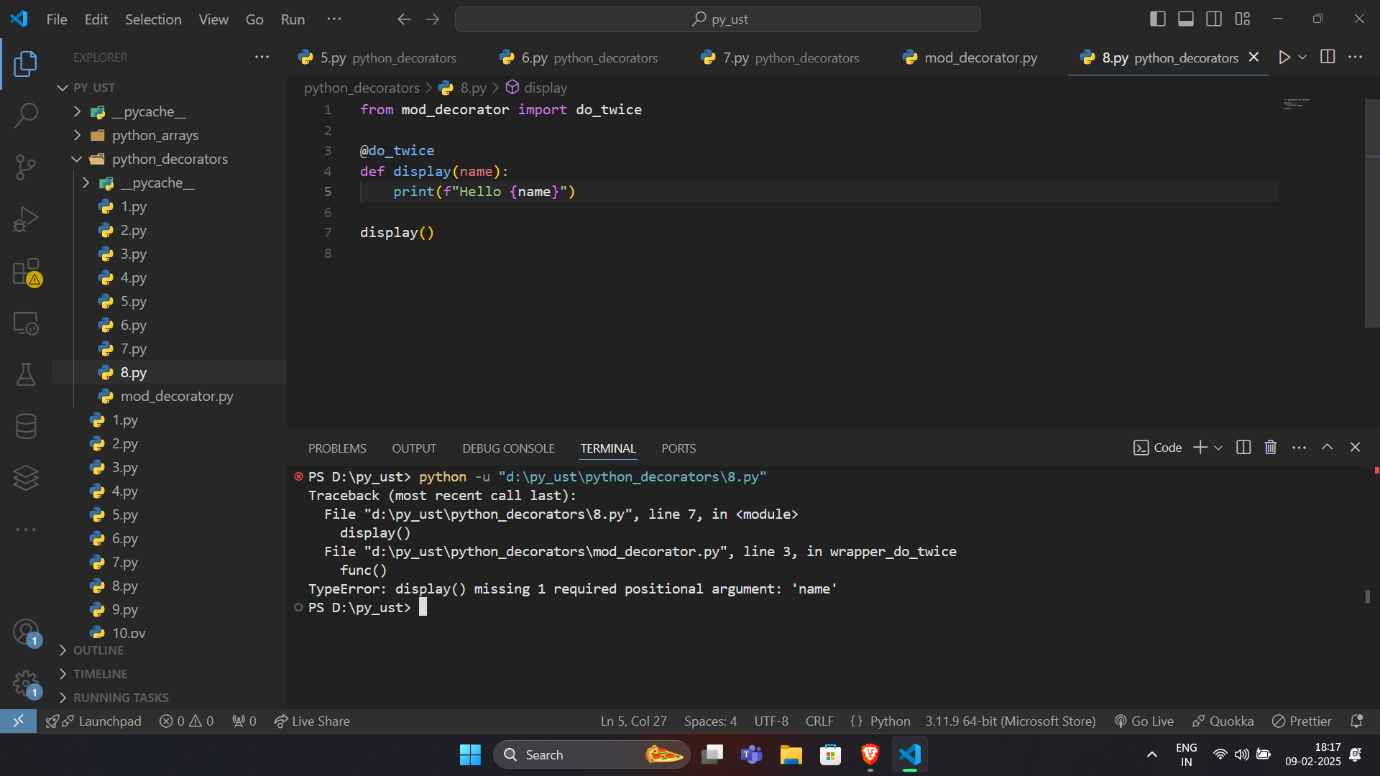 File Edit Selection View Go Run ···
py_ust
EXPLORER ···
PY_UST
__pycache__
python_arrays
python_decorators
__pycache__
1.py
2.py
3.py
4.py
5.py
6.py
7.py
8.py
mod_decorator.py
1.py
2.py
3.py
4.py
5.py
6.py
7.py
8.py
9.py
10.py
OUTLINE
TIMELINE
RUNNING TASKS
1
1
5.py python_decorators 6.py python_decorators 7.py python_decorators mod_decorator.py 8.py python_decorators
python_decorators > 8.py > display
1 from mod_decorator import do_twice
2
3 @do_twice
4 def display(name):
5     print(f"Hello {name}")
6
7 display()
8
PROBLEMS OUTPUT DEBUG CONSOLE TERMINAL PORTS Code
PS D:\py_ust> python -u "d:\py_ust\python_decorators\8.py"
Traceback (most recent call last):
  File "d:\py_ust\python_decorators\8.py", line 7, in <module>
    display()
  File "d:\py_ust\python_decorators\mod_decorator.py", line 3, in wrapper_do_twice
    func()
TypeError: display() missing 1 required positional argument: 'name'
PS D:\py_ust>
Launchpad 0 0 0 Live Share Ln 5, Col 27 Spaces: 4 UTF-8 CRLF {} Python 3.11.9 64-bit (Microsoft Store) Go Live Quokka Prettier
Search
ENG
IN
18:17
09-02-2025